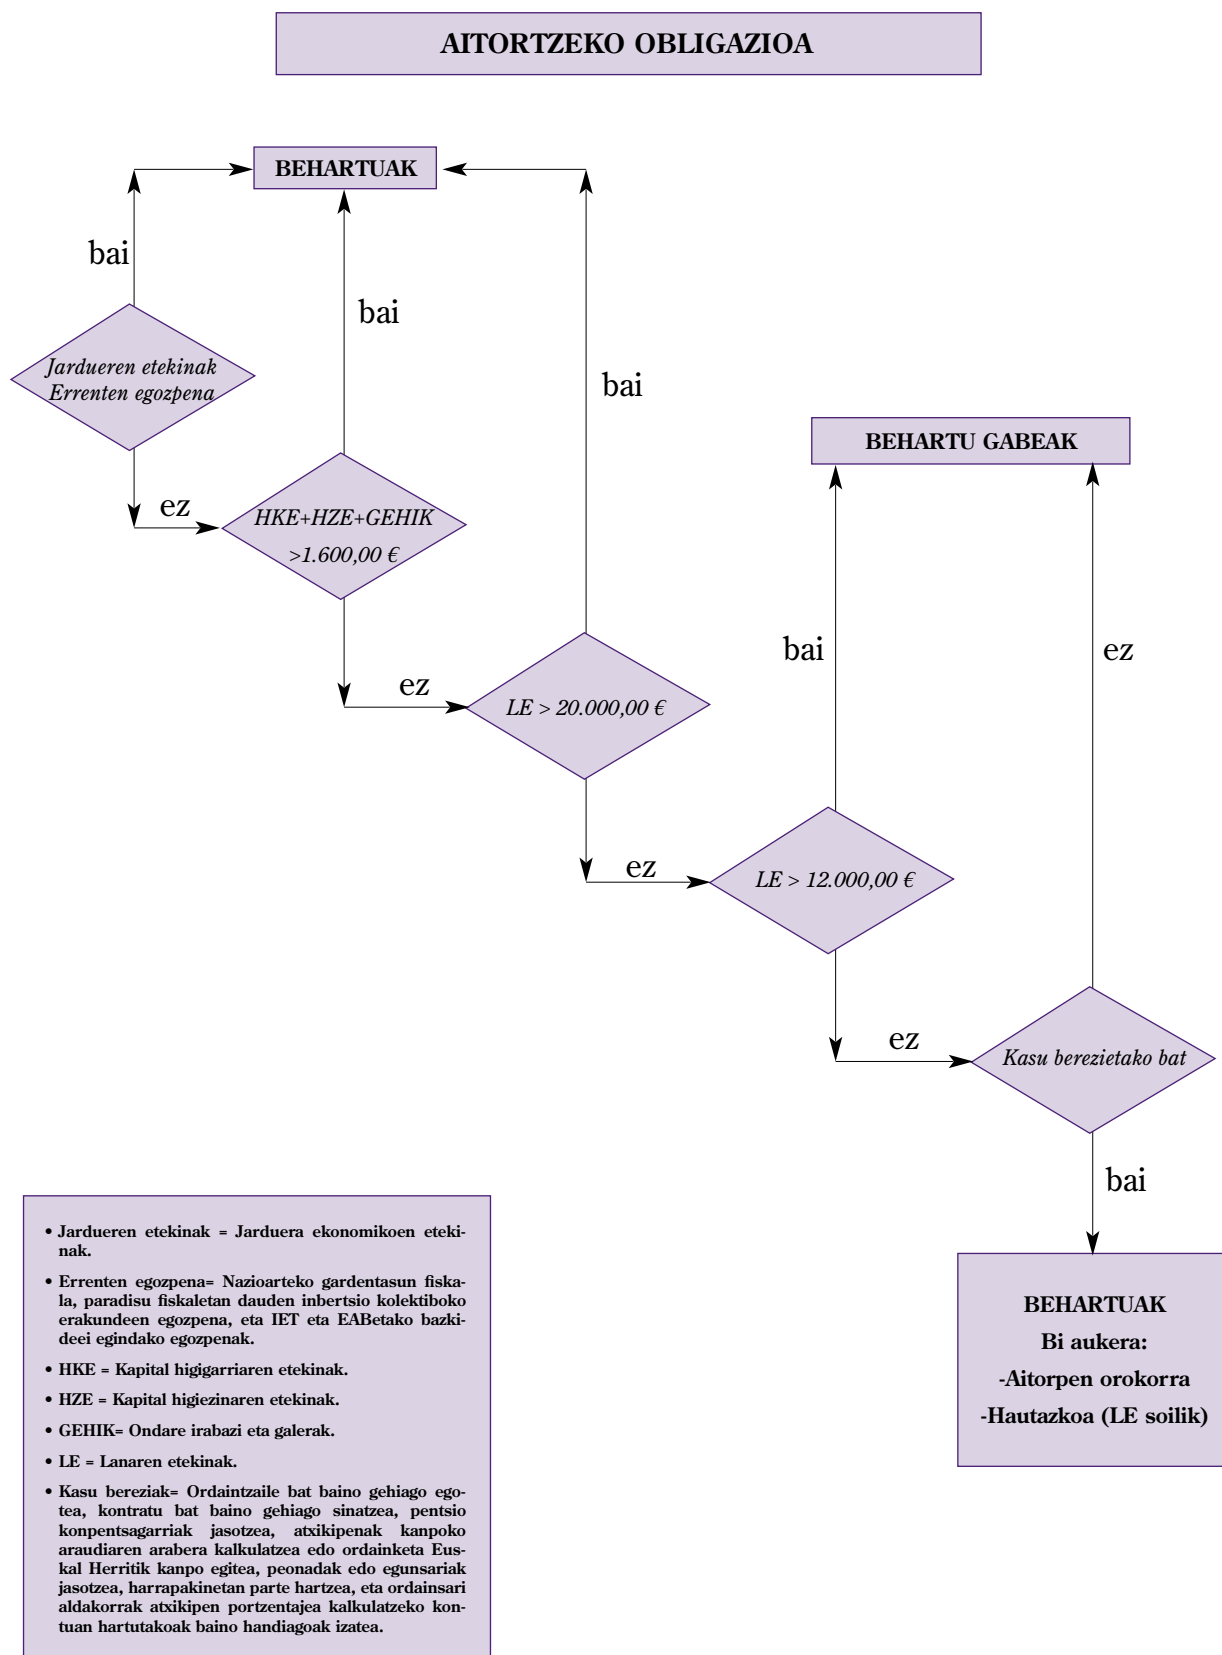 AITORTZEKO OBLIGAZIOA
BEHARTUAK
bai
bai
Jardueren etekinak
Errenten egozpena
bai
BEHARTU GABEAK
ez
HKE+HZE+GEHIK
>1.600,00 €
bai
ez
ez
LE > 20.000,00 €
ez
LE > 12.000,00 €
ez
Kasu berezietako bat
bai
• Jardueren etekinak = Jarduera ekonomikoen eteki-
nak.
• Errenten egozpena= Nazioarteko gardentasun fiska-
la, paradisu fiskaletan dauden inbertsio kolektiboko
erakundeen egozpena, eta IET eta EABetako bazki-
deei egindako egozpenak.
• HKE = Kapital higigarriaren etekinak.
• HZE = Kapital higiezinaren etekinak.
• GEHIK= Ondare irabazi eta galerak.
• LE = Lanaren etekinak.
• Kasu bereziak= Ordaintzaile bat baino gehiago ego-
tea, kontratu bat baino gehiago sinatzea, pentsio
konpentsagarriak jasotzea, atxikipenak kanpoko
araudiaren arabera kalkulatzea edo ordainketa Eus-
kal Herritik kanpo egitea, peonadak edo egunsariak
jasotzea, harrapakinetan parte hartzea, eta ordainsari
aldakorrak atxikipen portzentajea kalkulatzeko kon-
tuan hartutakoak baino handiagoak izatea.
BEHARTUAK
Bi aukera:
-Aitorpen orokorra
-Hautazkoa (LE soilik)